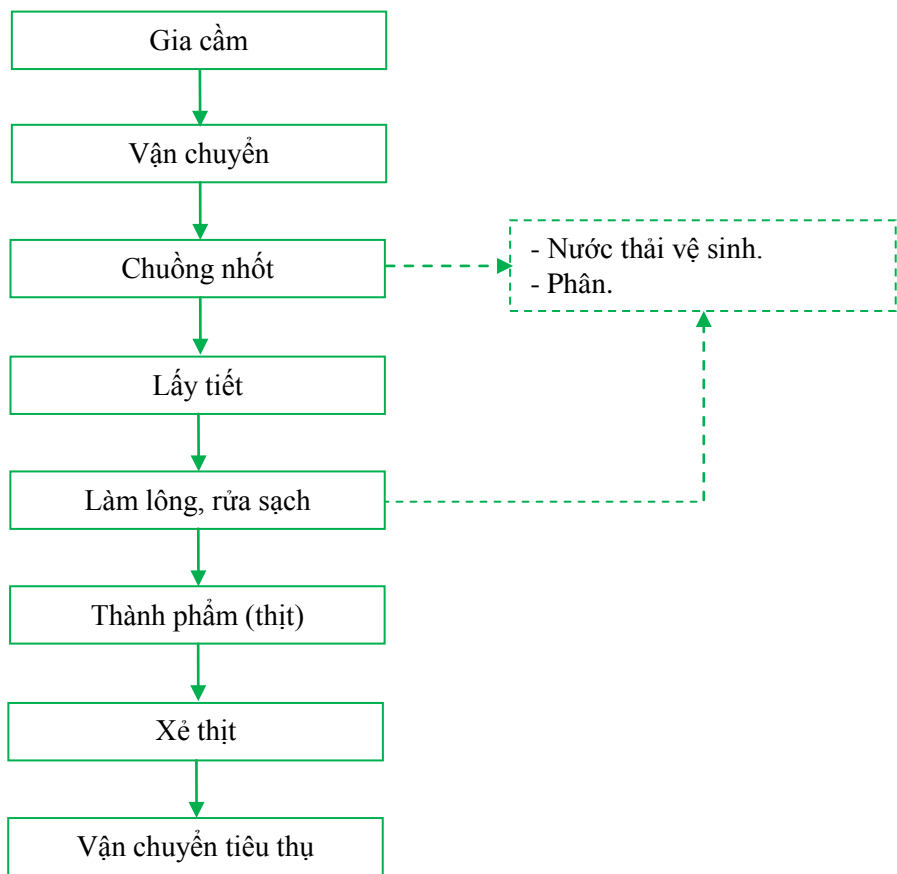 Gia cầm
Vận chuyển
Chuồng nhốt
- Nước thải vệ sinh.
- Phân.
Lấy tiết
Làm lông, rửa sạch
Thành phẩm (thịt)
Xẻ thịt
Vận chuyển tiêu thụ